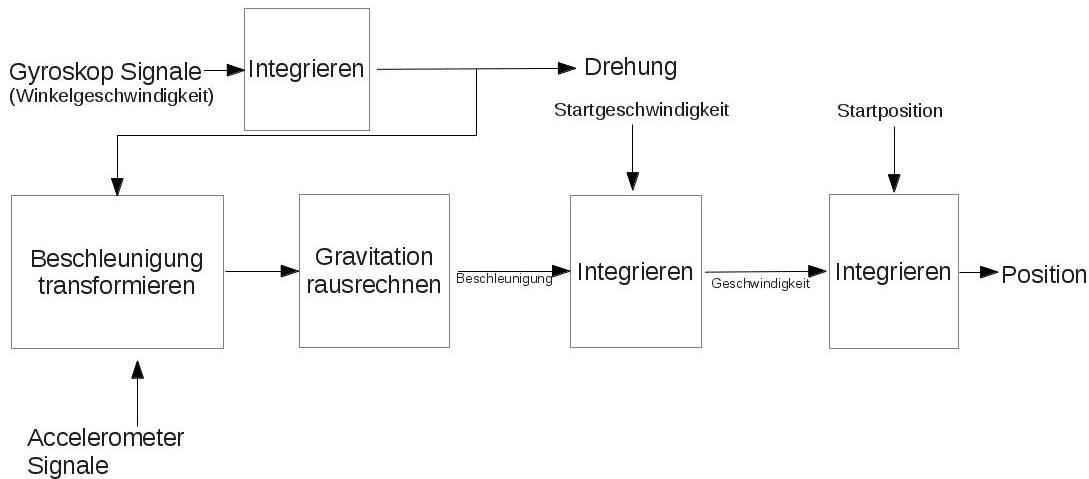 Gyroskop Signale
(Winkelgeschwindigkeit)
Integrieren
Drehung
Startgeschwindigkeit
Startposition
Beschleunigung
transformieren
Gravitation
rausrechnen
Beschleunigung
Integrieren
Geschwindigkeit
Integrieren
Position
Accelerometer
Signale